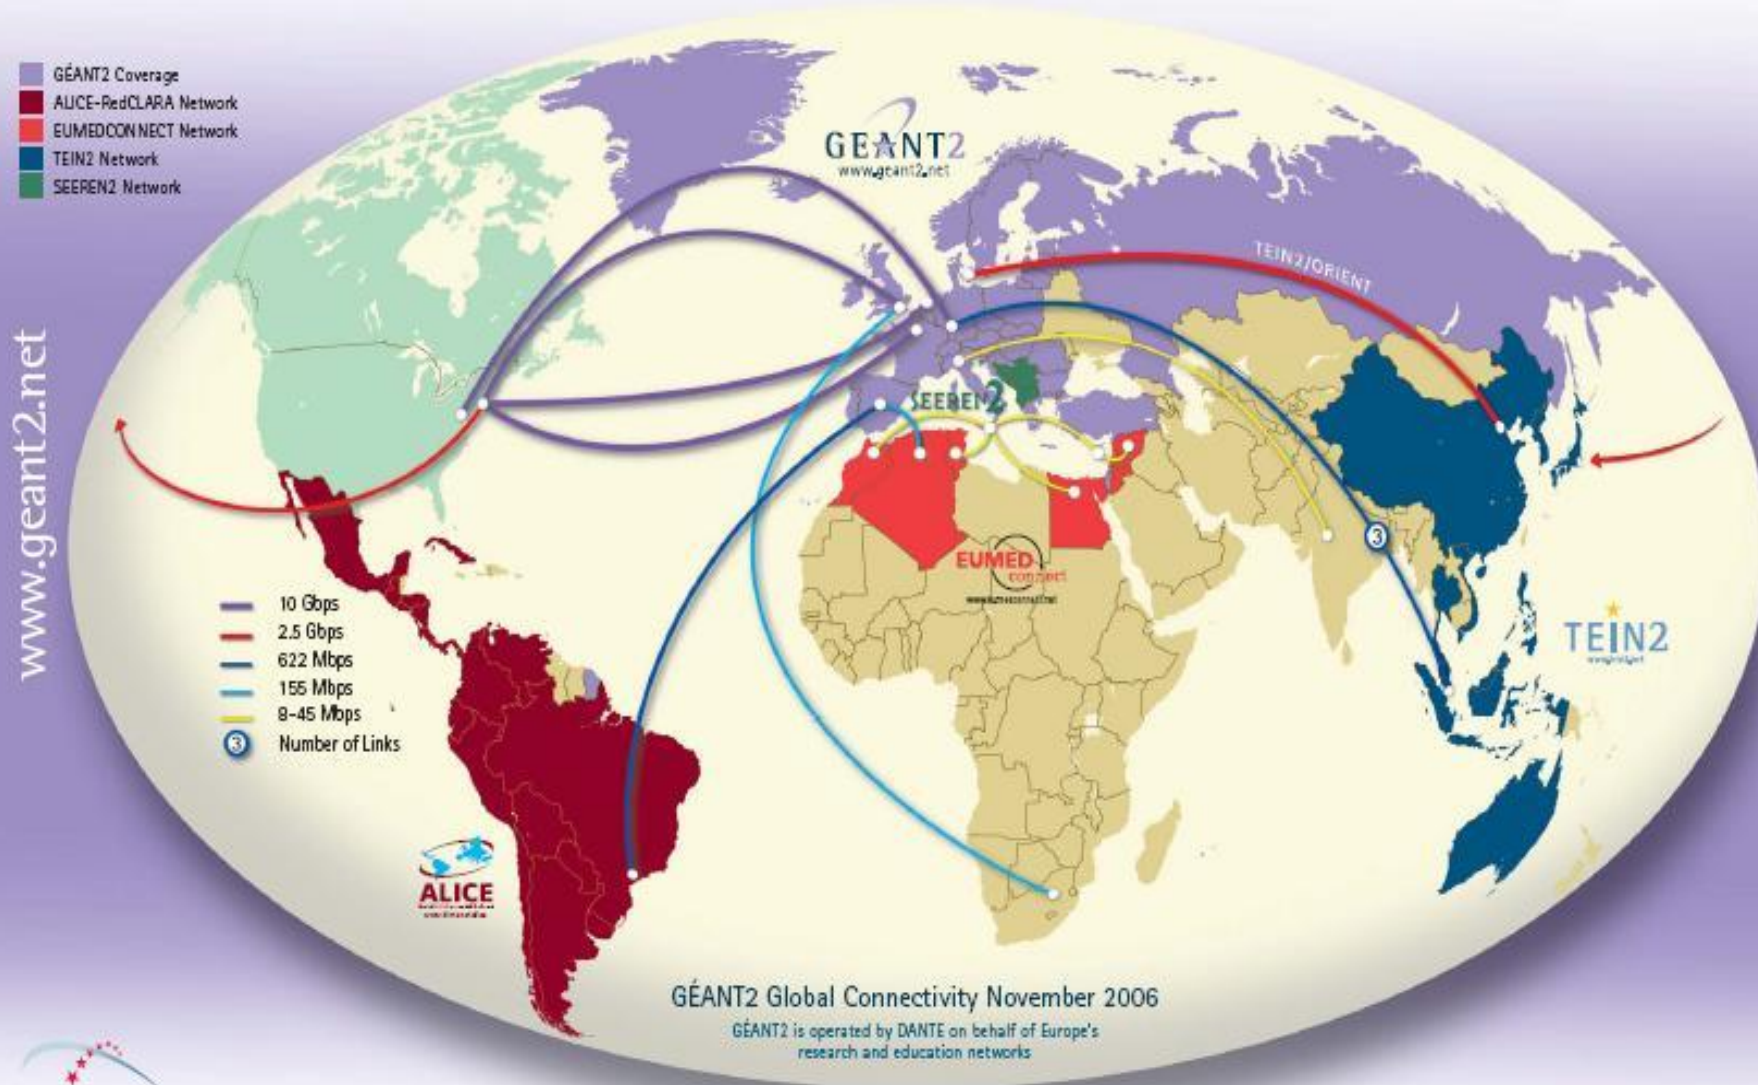 www.geant2.net
GÉANT2 Coverage
ALICE-RedCLARA Network
EUMEDCONNECT Network
TEIN2 Network
SEEREN2 Network
GEANT2
www.geant2.net
TEIN2/ORIENT
SEEREN2
EUMED
connect
www.eumedconnect.net
3
TEIN2
10 Gbps
2.5 Gbps
622 Mbps
155 Mbps
8-45 Mbps
3 Number of Links
ALICE
GÉANT2 Global Connectivity November 2006
GÉANT2 is operated by DANTE on behalf of Europe's
research and education networks